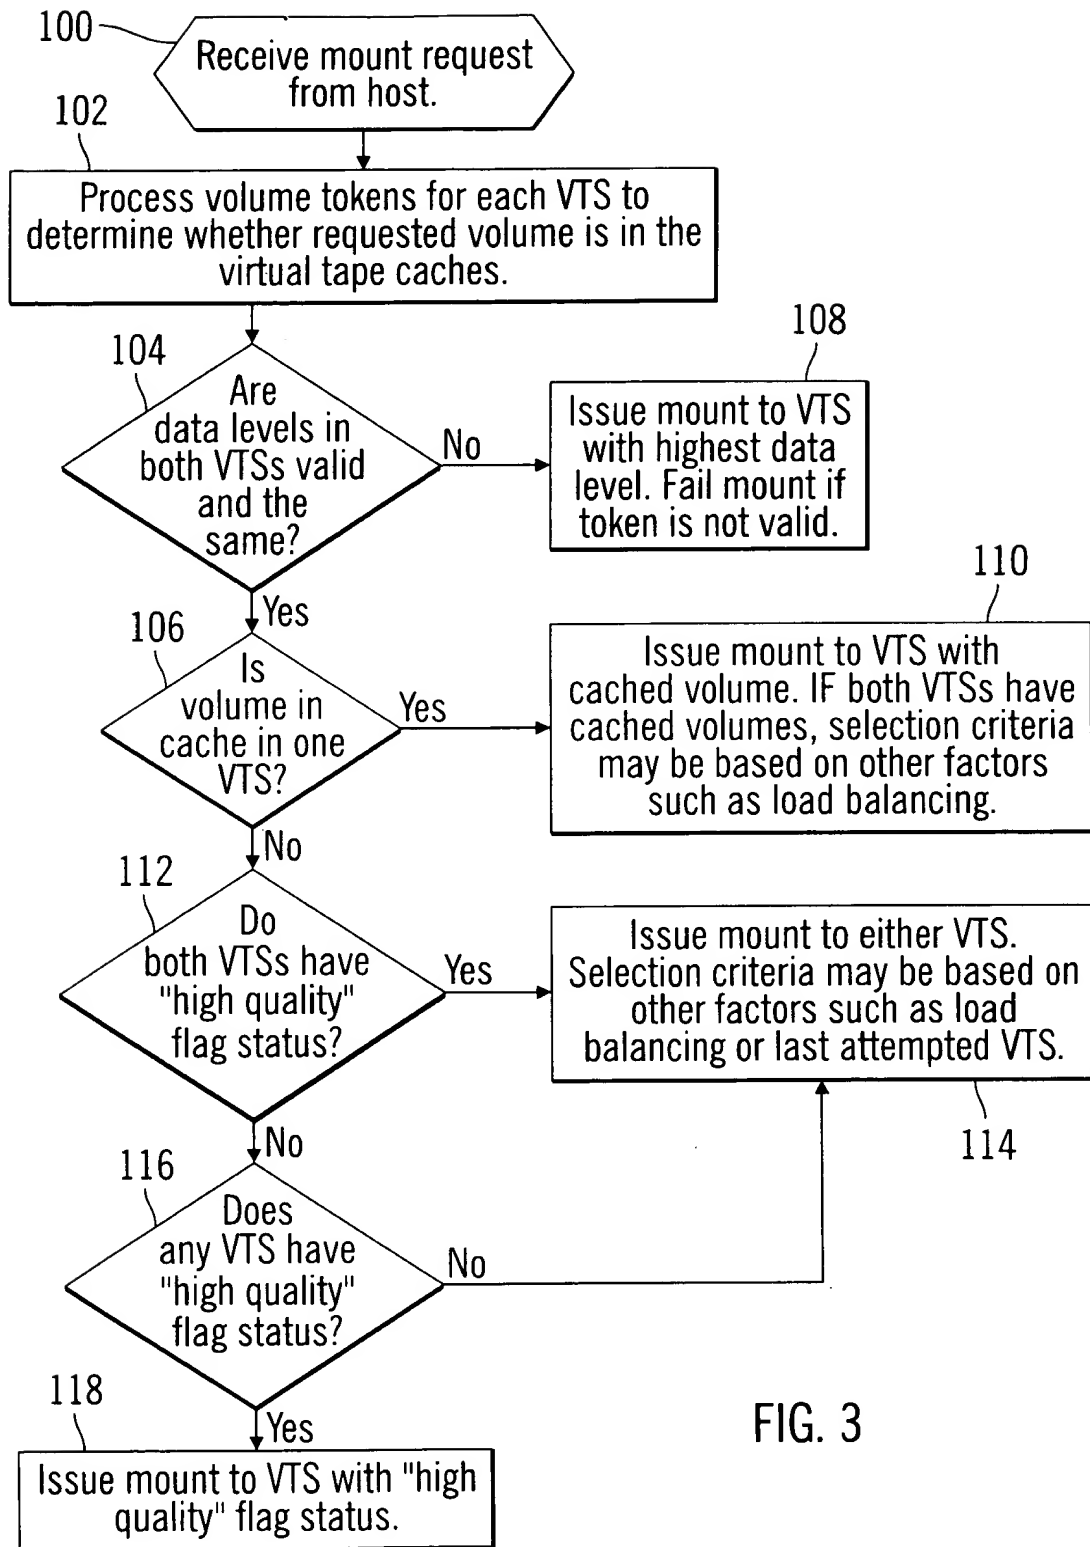 100
Receive mount request
from host.
102
Process volume tokens for each VTS to
determine whether requested volume is in the
virtual tape caches.
104
Are
data levels in
both VTSs valid
and the
same?
No
108
Issue mount to VTS
with highest data
level. Fail mount if
token is not valid.
Yes
106
Is
volume in
cache in one
VTS?
Yes
110
Issue mount to VTS with
cached volume. IF both VTSs have
cached volumes, selection criteria
may be based on other factors
such as load balancing.
No
112
Do
both VTSs have
"high quality"
flag status?
Yes
Issue mount to either VTS.
Selection criteria may be based on
other factors such as load
balancing or last attempted VTS.
114
No
116
Does
any VTS have
"high quality"
flag status?
No
Yes
118
Issue mount to VTS with "high
quality" flag status.
FIG. 3